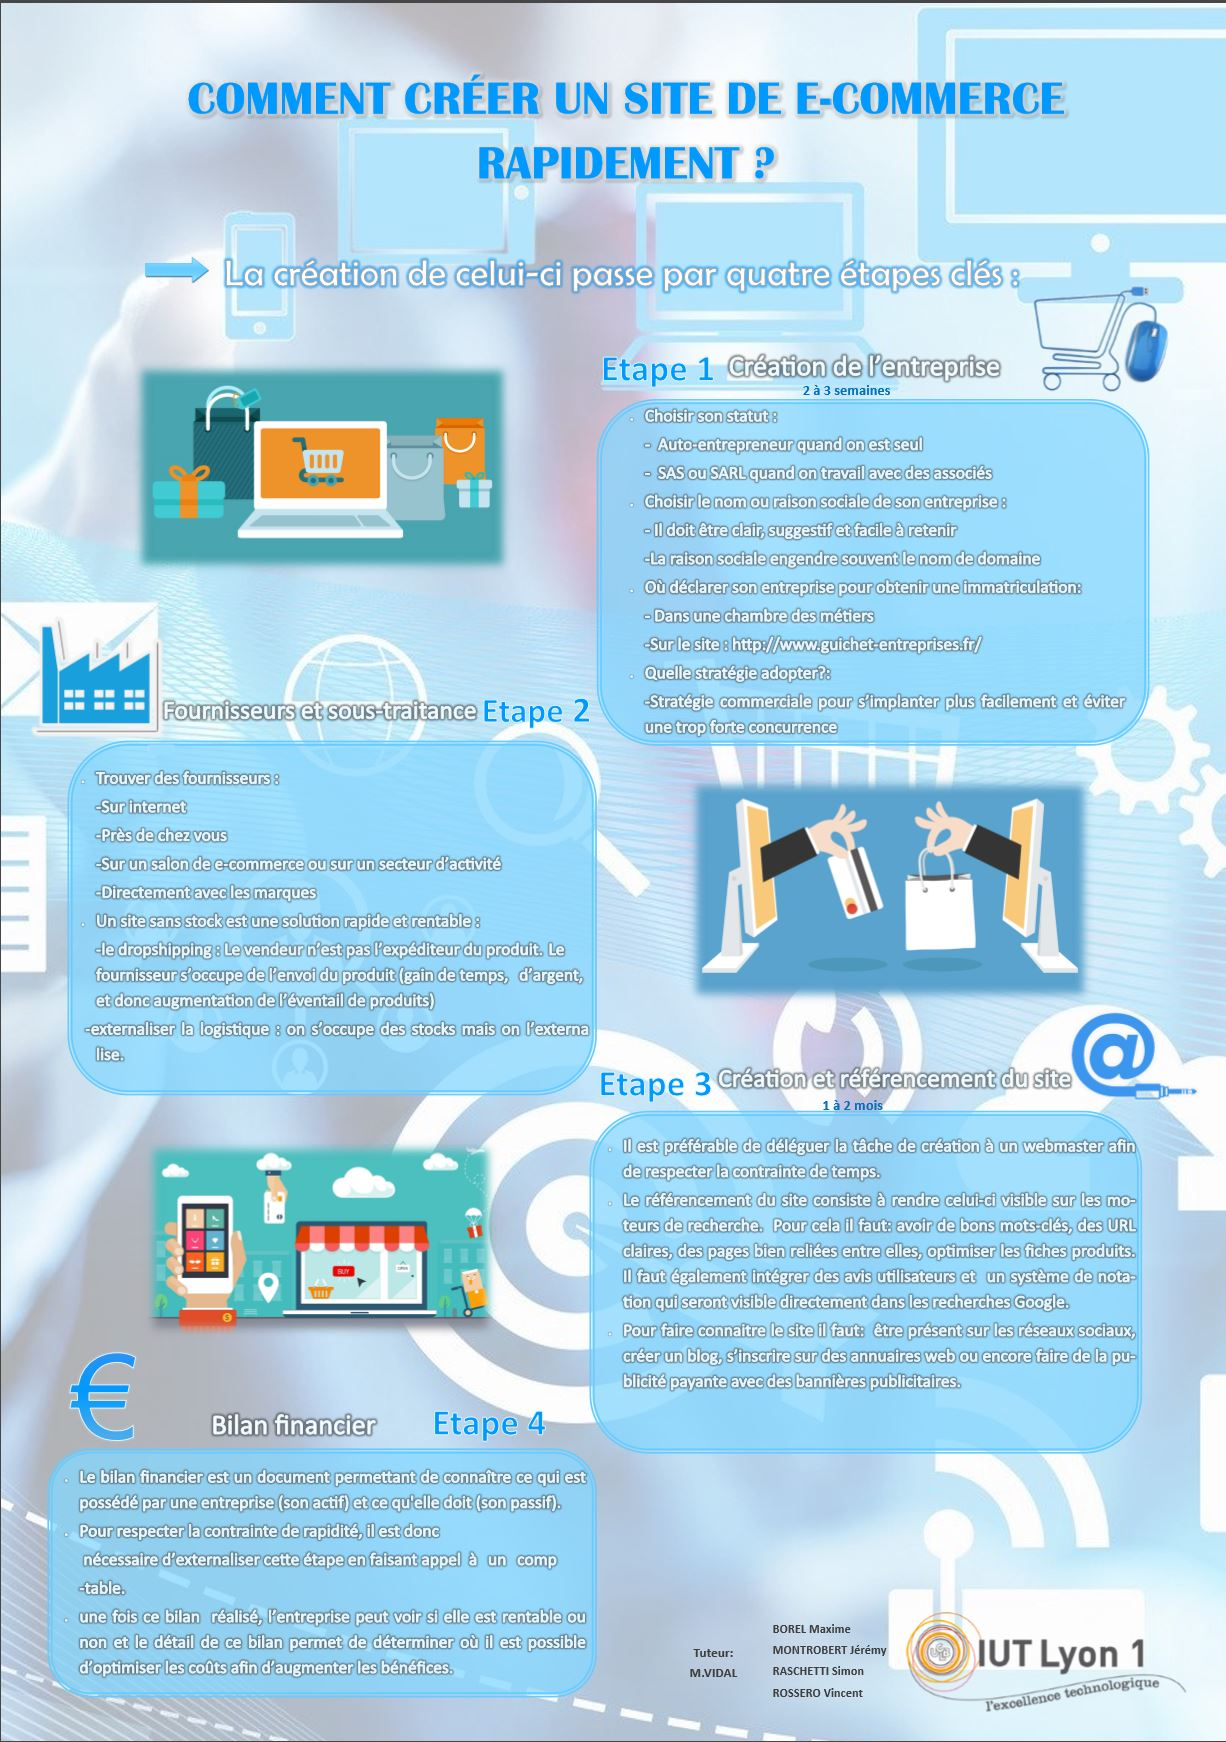 COMMENT CRÉER UN SITE DE E-COMMERCE
RAPIDEMENT ?
La création de celui-ci passe par quatre étapes clés :
Etape 1 Création de l'entreprise
2 à 3 semaines
Choisir son statut :
- Auto-entrepreneur quand on est seul
- SAS ou SARL quand on travail avec des associés
Choisir le nom ou raison sociale de son entreprise :
- Il doit être clair, suggestif et facile à retenir
-La raison sociale engendre souvent le nom de domaine
Où déclarer son entreprise pour obtenir une immatriculation:
- Dans une chambre des métiers
-Sur le site : http://www.guichet-entreprises.fr/
Quelle stratégie adopter?:
-Stratégie commerciale pour s'implanter plus facilement et éviter
une trop forte concurrence
Fournisseurs et sous-traitance Etape 2
Trouver des fournisseurs :
-Sur internet
-Près de chez vous
-Sur un salon de e-commerce ou sur un secteur d'activité
-Directement avec les marques
Un site sans stock est une solution rapide et rentable :
-le dropshipping : Le vendeur n'est pas l'expéditeur du produit. Le
fournisseur s'occupe de l'envoi du produit (gain de temps, d'argent,
et donc augmentation de l'éventail de produits)
-externaliser la logistique : on s'occupe des stocks mais on l'externa
lise.
Etape 3 Création et référencement du site
1 à 2 mois
Il est préférable de déléguer la tâche de création à un webmaster afin
de respecter la contrainte de temps.
Le référencement du site consiste à rendre celui-ci visible sur les mo-
teurs de recherche. Pour cela il faut: avoir de bons mots-clés, des URL
claires, des pages bien reliées entre elles, optimiser les fiches produits.
Il faut également intégrer des avis utilisateurs et un système de nota-
tion qui seront visible directement dans les recherches Google.
Pour faire connaitre le site il faut: être présent sur les réseaux sociaux,
créer un blog, s'inscrire sur des annuaires web ou encore faire de la pu-
blicité payante avec des bannières publicitaires.
BUY
OPEN
Bilan financier Etape 4
Le bilan financier est un document permettant de connaître ce qui est
possédé par une entreprise (son actif) et ce qu'elle doit (son passif).
Pour respecter la contrainte de rapidité, il est donc
nécessaire d'externaliser cette étape en faisant appel à un comp
-table.
une fois ce bilan réalisé, l'entreprise peut voir si elle est rentable ou
non et le détail de ce bilan permet de déterminer où il est possible
d'optimiser les coûts afin d'augmenter les bénéfices.
Tuteur:
M.VIDAL
BOREL Maxime
MONTROBERT Jérémy
RASCHETTI Simon
ROSSERO Vincent
IUT Lyon 1
l'excellence technologique